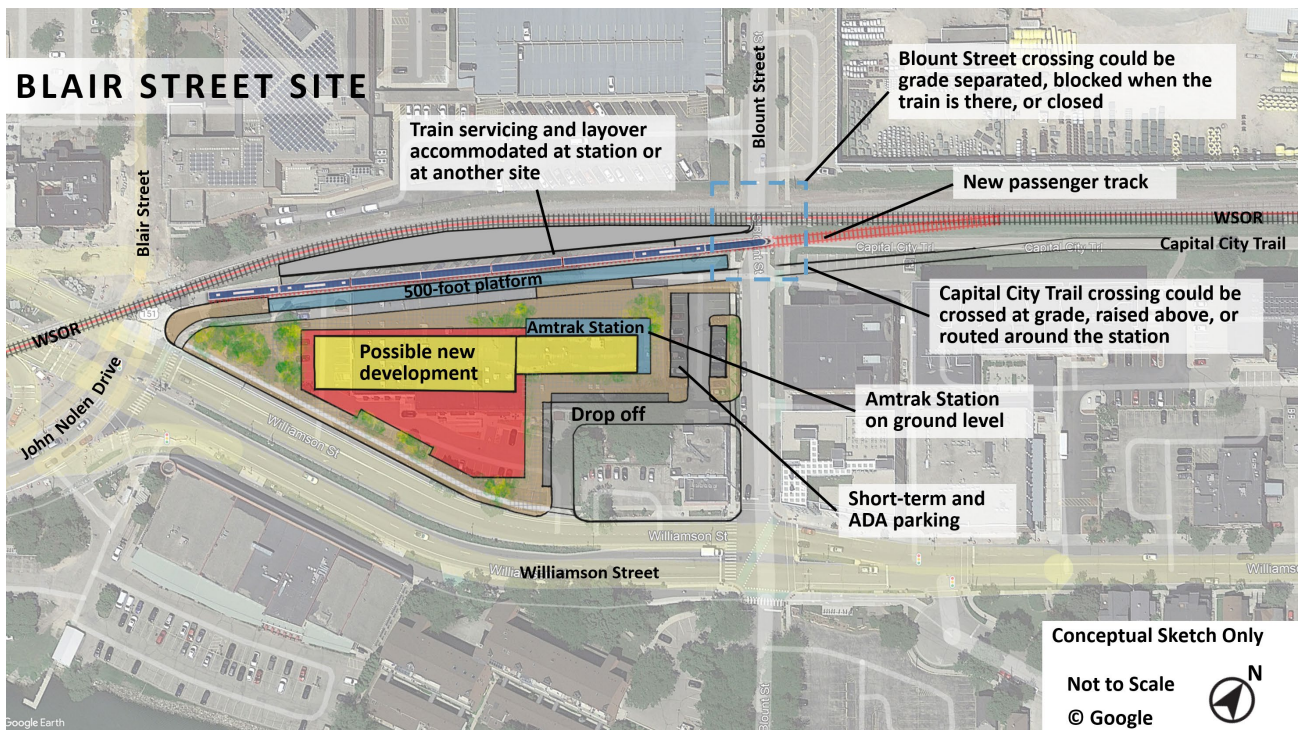 BLAIR STREET SITE
Blount Street crossing could be
grade separated, blocked when the
train is there, or closed
Blount Street
Train servicing and layover
accommodated at station or
at another site
Blair Street
New passenger track
WSOR
Capital City Trl
Capital City Trl
Capital City Trail
500-foot platform
Capital City Trail crossing could be
crossed at grade, raised above, or
routed around the station
151
WSOR
Amtrak Station
Possible new
development
John Nolen Drive
Williamson St
Drop off
Amtrak Station
on ground level
Short-term and
ADA parking
Williamson St
Williamson Street
Williamson
Blount St
Conceptual Sketch Only
N
Not to Scale
© Google
Google Earth